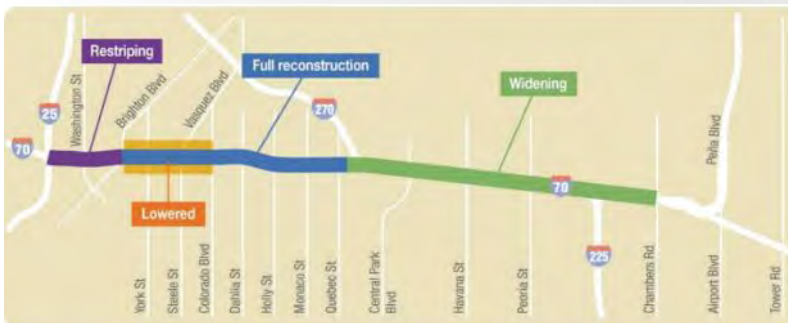 Restriping
Full reconstruction
Widening
Lowered
Washington St
Brighton Blvd
Vasquez Blvd
Peña Blvd
25
70
270
70
225
York St
Steele St
Colorado Blvd
Dahlia St
Holly St
Monaco St
Quebec St
Central Park
Blvd
Havana St
Peoria St
Chambers Rd
Airport Blvd
Tower Rd